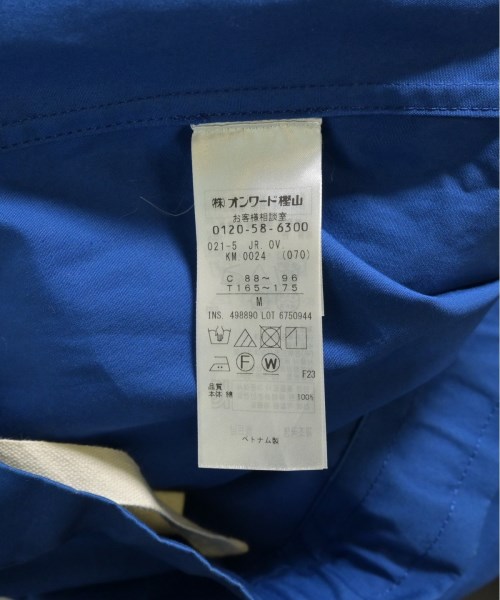 ㈱オンワード樫山
お客様相談室
0120-58-6300
021-5 JR. OV.
KM 0024 (070)
C 88～ 96
T165～175
M
INS. 498890 LOT 6750944
F W
F23
品質
本体 綿 100%
ベトナム製